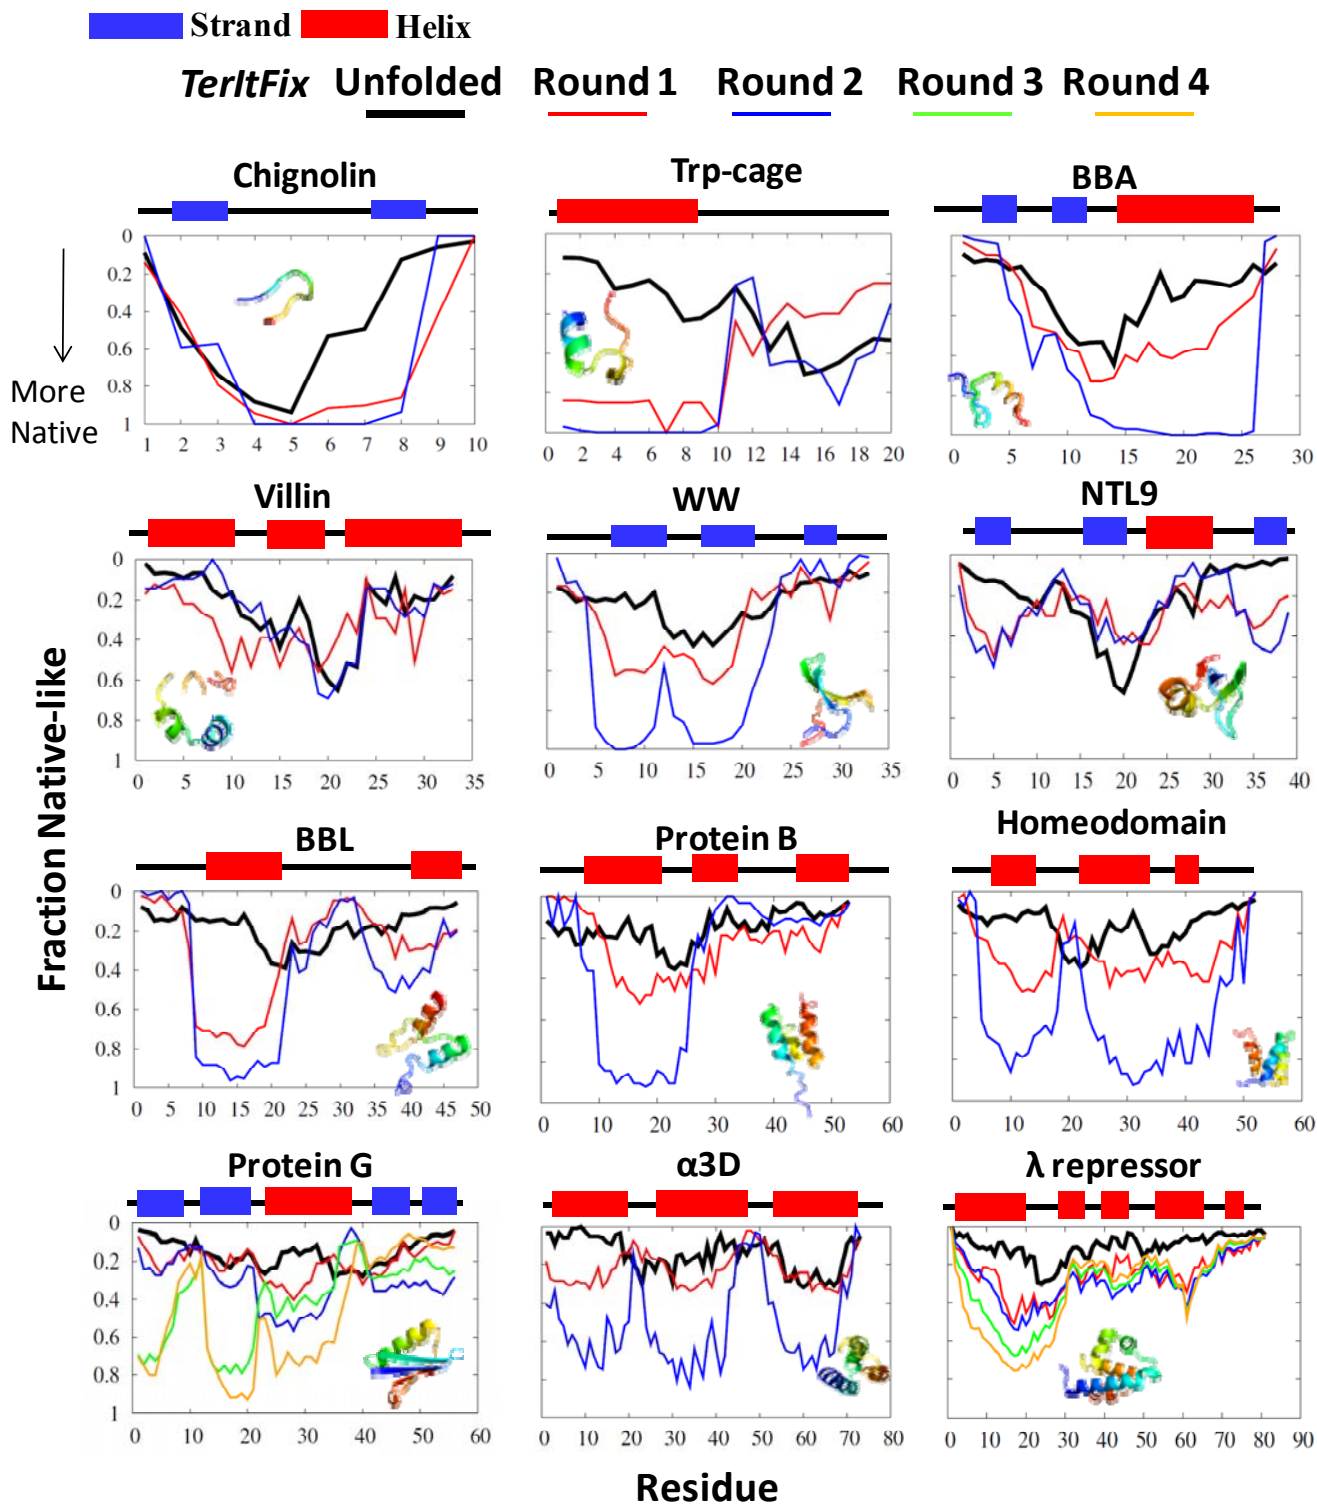 Strand Helix
TerItFix Unfolded Round 1 Round 2 Round 3 Round 4
Chignolin Trp-cage BBA
0
0.2
0.4
0.6
0.8
1
More
Native
1 2 3 4 5 6 7 8 9 10
0 2 4 6 8 10 12 14 16 18 20
0 5 10 15 20 25 30
Villin WW NTL9
0
0.2
0.4
0.6
0.8
1
0 5 10 15 20 25 30 35
0 5 10 15 20 25 30 35
0 5 10 15 20 25 30 35 40
Fraction Native-like
BBL Protein B Homeodomain
0
0.2
0.4
0.6
0.8
1
0 5 10 15 20 25 30 35 40 45 50
0 10 20 30 40 50 60
0 10 20 30 40 50 60
Protein G α3D λ repressor
0
0.2
0.4
0.6
0.8
1
0 10 20 30 40 50 60
0 10 20 30 40 50 60 70 80
0 10 20 30 40 50 60 70 80 90
Residue